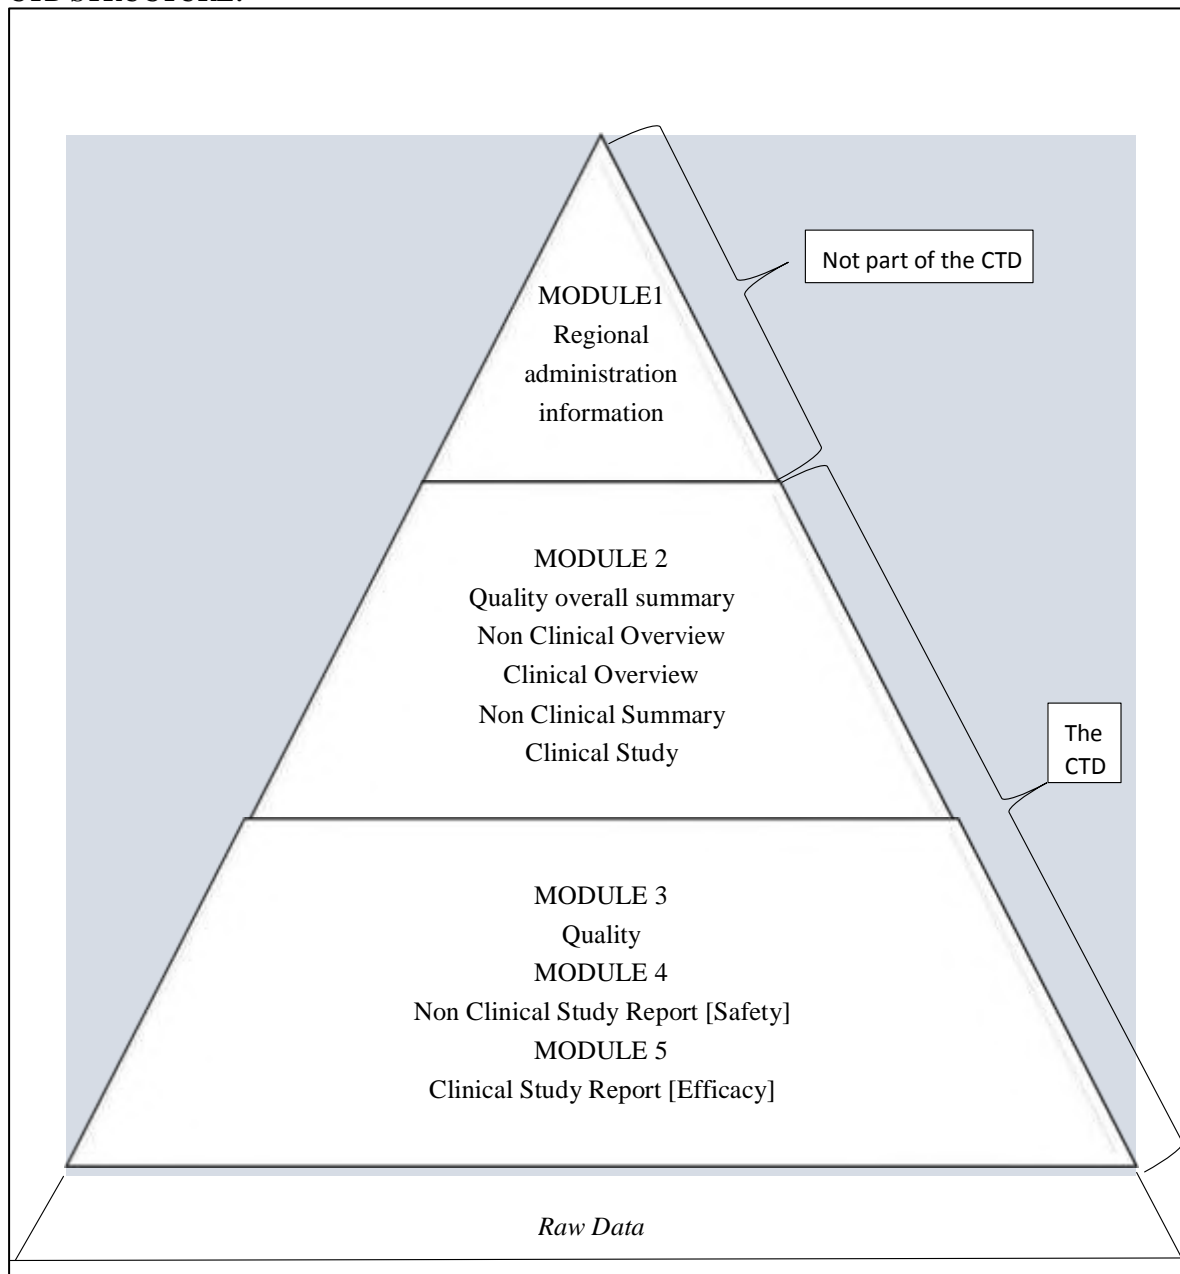 CTD STRUCTURE:
Not part of the CTD
MODULE1
Regional
administration
information
MODULE 2
Quality overall summary
Non Clinical Overview
Clinical Overview
Non Clinical Summary
Clinical Study
The
CTD
MODULE 3
Quality
MODULE 4
Non Clinical Study Report [Safety]
MODULE 5
Clinical Study Report [Efficacy]
Raw Data